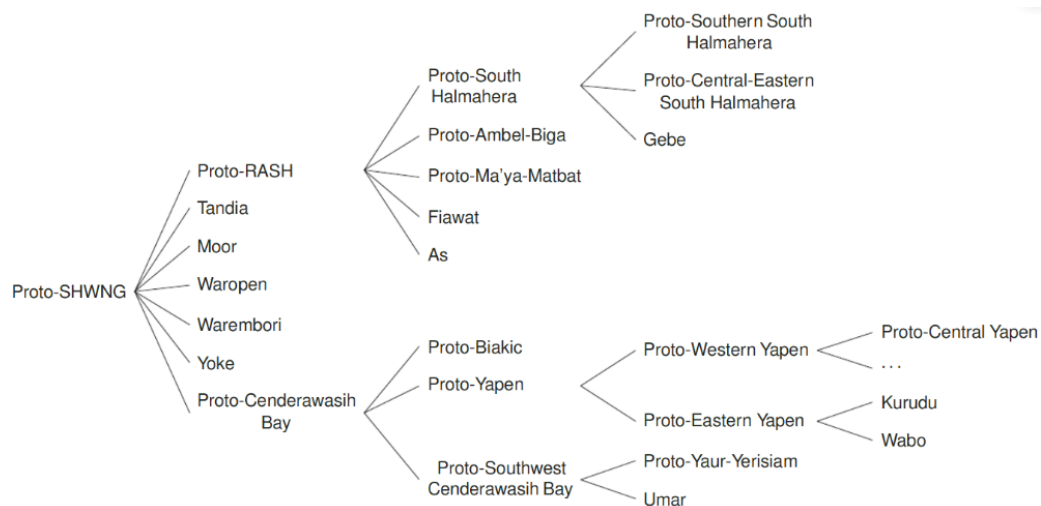 Proto-Southern South
Halmahera
Proto-South
Halmahera
Proto-Central-Eastern
South Halmahera
Proto-Ambel-Biga
Gebe
Proto-RASH
Proto-Ma'ya-Matbat
Tandia
Fiawat
Moor
As
Proto-SHWNG
Waropen
Warembori
Proto-Central Yapen
Proto-Biakic
Proto-Western Yapen
Yoke
...
Proto-Yapen
Proto-Cenderawasih
Bay
Kurudu
Proto-Eastern Yapen
Wabo
Proto-Southwest
Cenderawasih Bay
Proto-Yaur-Yerisiam
Umar